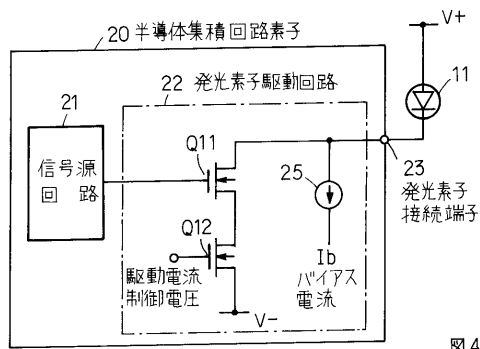 20 半導体集積回路素子
V+
22 発光素子駆動回路
11
21
信号源
回路
Q11
25
23
発光素子
接続端子
Q12
駆動電流
制御電圧
Ib
バイアス
電流
V-
図4